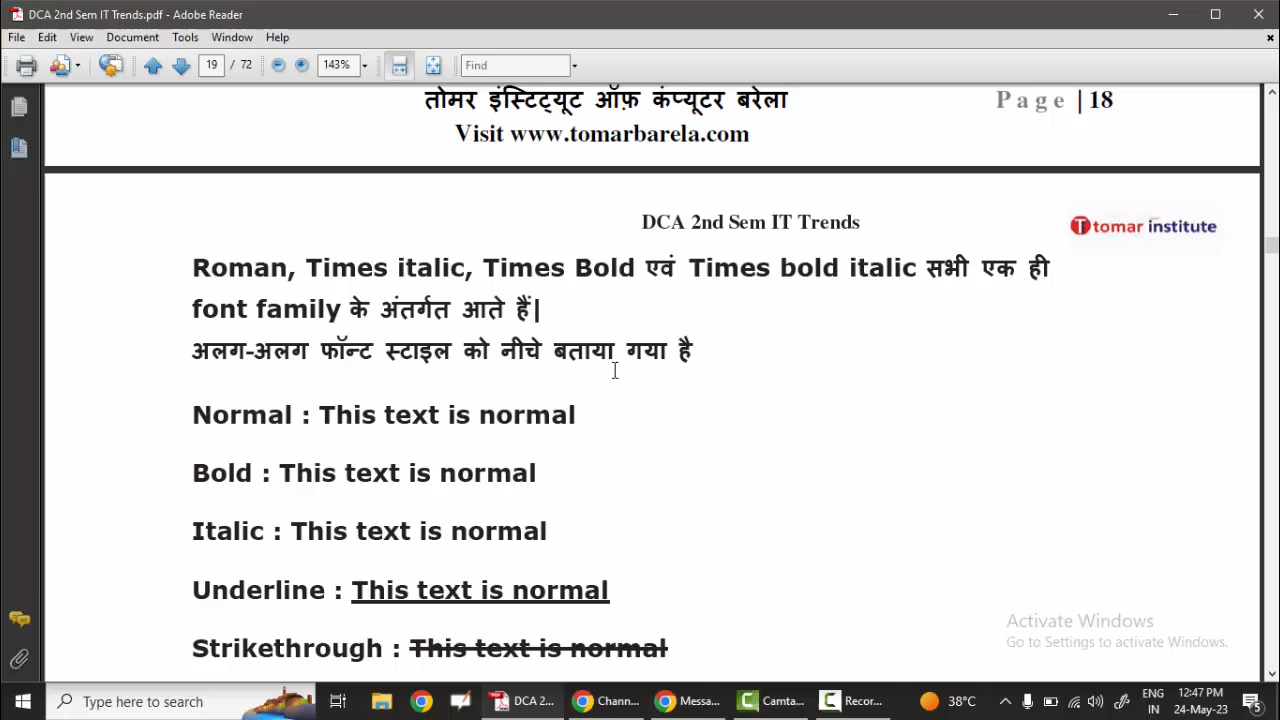 DCA 2nd Sem IT Trends.pdf - Adobe Reader
File Edit View Document Tools Window Help
19 / 72 143% Find
तोमर इंस्टिट्यूट ऑफ़ कंप्यूटर बरेला
Page | 18
Visit www.tomarbarela.com
DCA 2nd Sem IT Trends
tomar institute
Roman, Times italic, Times Bold एवं Times bold italic सभी एक ही
font family के अंतर्गत आते हैं|
अलग-अलग फॉन्ट स्टाइल को नीचे बताया गया है
Normal : This text is normal
Bold : This text is normal
Italic : This text is normal
Underline : This text is normal
Strikethrough : This text is normal
Activate Windows
Go to Settings to activate Windows.
Type here to search
DCA 2...
Chann...
Messa...
Camta...
Recor...
38°C
ENG
IN
12:47 PM
24-May-23
5